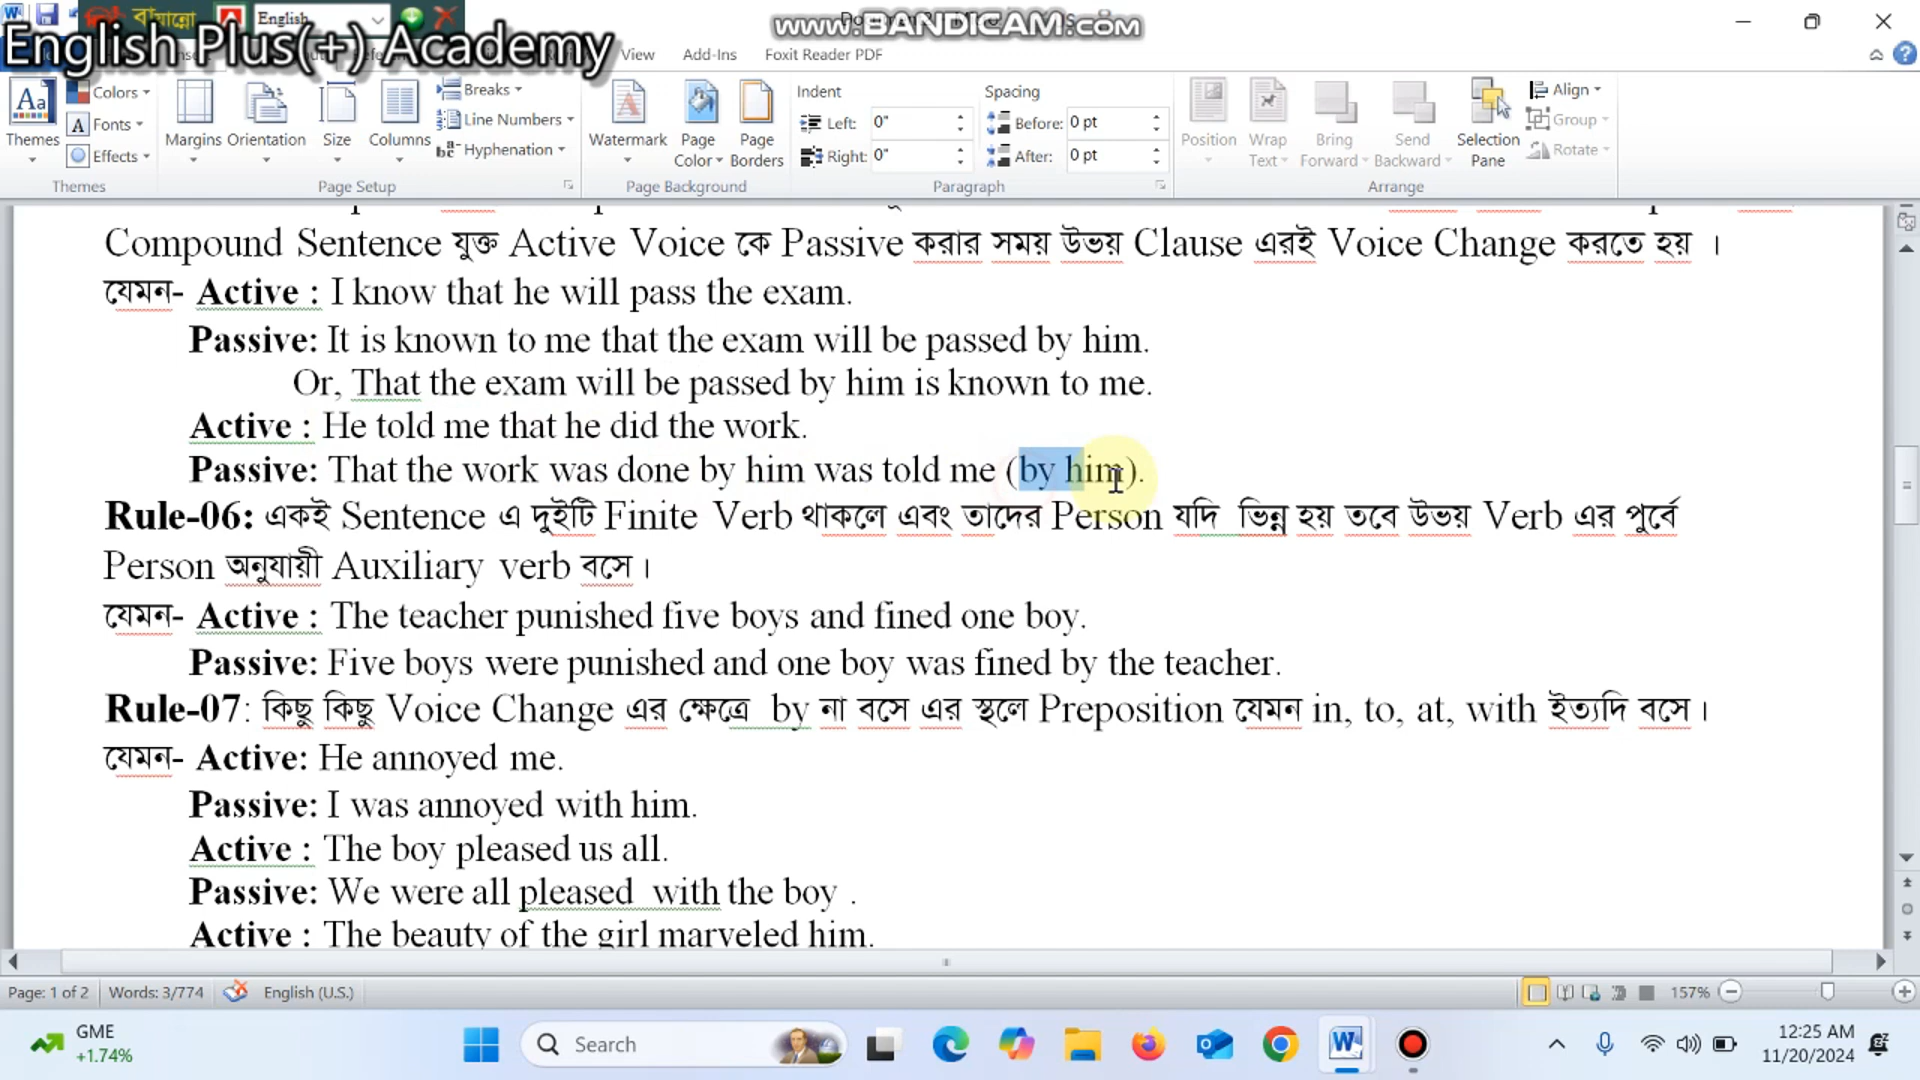 বায়ান্নো English
www.BANDICAM.com
English Plus(+) Academy
View Add-Ins Foxit Reader PDF
Colors Breaks Indent Spacing Align
Left: 0" Before: 0 pt
Fonts Line Numbers Group
Themes Margins Orientation Size Columns Watermark Page Color Page Borders Position Wrap Text Bring Forward Send Backward Selection Pane
Effects Hyphenation Right: 0" After: 0 pt Rotate
Themes Page Setup Page Background Paragraph Arrange
Compound Sentence যুক্ত Active Voice কে Passive করার সময় উভয় Clause এরই Voice Change করতে হয় ।
যেমন- Active : I know that he will pass the exam.
Passive: It is known to me that the exam will be passed by him.
Or, That the exam will be passed by him is known to me.
Active : He told me that he did the work.
Passive: That the work was done by him was told me (by him).
Rule-06: একই Sentence এ দুইটি Finite Verb থাকলে এবং তাদের Person যদি ভিন্ন হয় তবে উভয় Verb এর পুর্বে
Person অনুযায়ী Auxiliary verb বসে।
যেমন- Active : The teacher punished five boys and fined one boy.
Passive: Five boys were punished and one boy was fined by the teacher.
Rule-07: কিছু কিছু Voice Change এর ক্ষেত্রে by না বসে এর স্থলে Preposition যেমন in, to, at, with ইত্যদি বসে।
যেমন- Active: He annoyed me.
Passive: I was annoyed with him.
Active : The boy pleased us all.
Passive: We were all pleased with the boy .
Active : The beauty of the girl marveled him.
Page: 1 of 2 Words: 3/774 English (U.S.) 157%
GME
+1.74%
Search
12:25 AM
11/20/2024